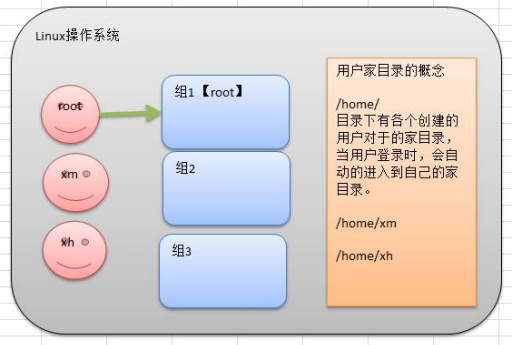 Linux操作系统
root
xm
xh
组1【root】
组2
组3
用户家目录的概念
/home/
目录下有各个创建的
用户对于的家目录，
当用户登录时，会自
动的进入到自己的家
目录。
/home/xm
/home/xh